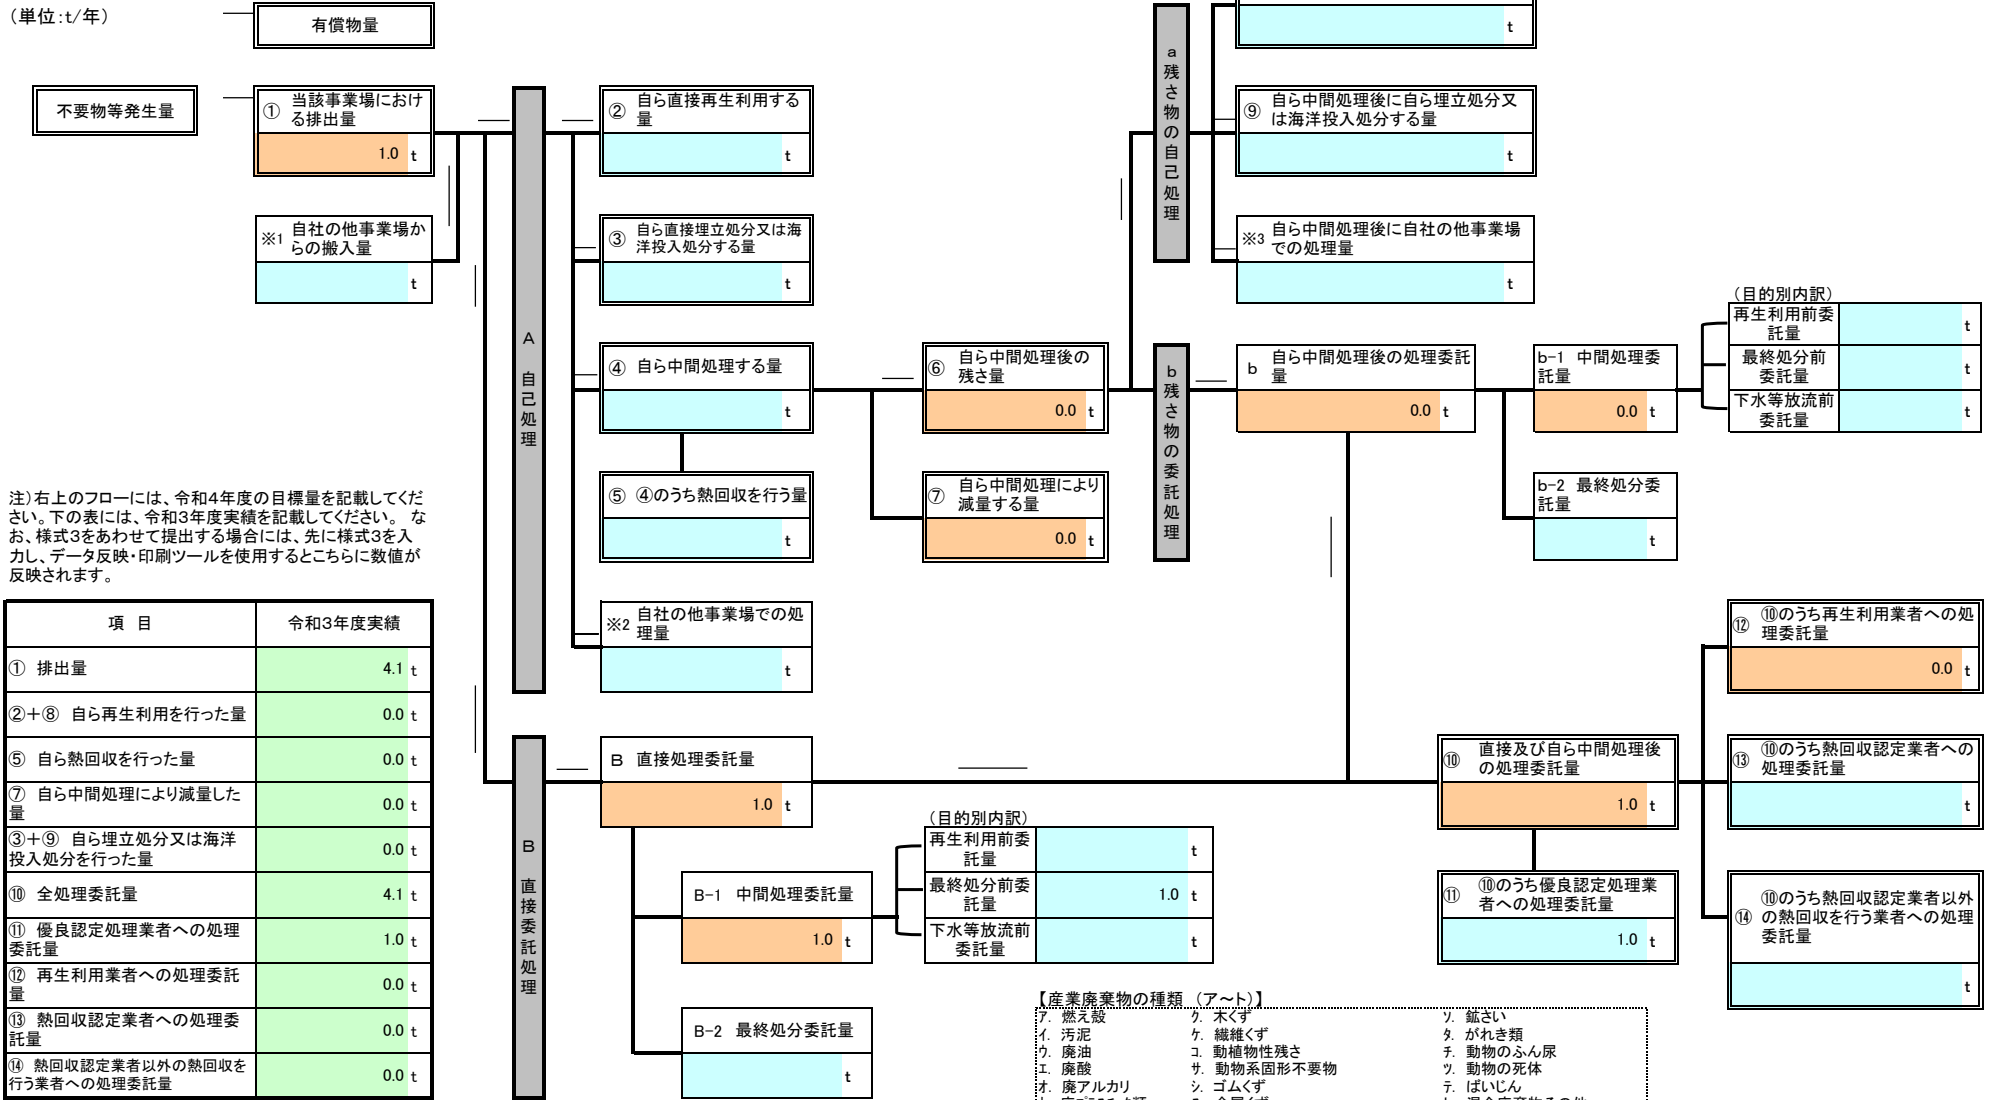 （単位:t/年）
有償物量
不要物等発生量
① 当該事業場におけ
る排出量
1.0 t
※1 自社の他事業場か
らの搬入量
t
A 自己処理
② 自ら直接再生利用する
量
t
③ 自ら直接埋立処分又は海
洋投入処分する量
t
④ 自ら中間処理する量
t
⑤ ④のうち熱回収を行う量
t
※2 自社の他事業場での処
理量
t
⑥ 自ら中間処理後の
残さ量
0.0 t
⑦ 自ら中間処理により
減量する量
0.0 t
a 残さ物の自己処理
t
⑨ 自ら中間処理後に自ら埋立処分又
は海洋投入処分する量
t
※3 自ら中間処理後に自社の他事業場
での処理量
t
b 残さ物の委託処理
b 自ら中間処理後の処理委託
量
0.0 t
b-1 中間処理委
託量
0.0 t
b-2 最終処分委
託量
t
（目的別内訳）
再生利用前委
託量
t
最終処分前
委託量
t
下水等放流前
委託量
t
注）右上のフローには、令和4年度の目標量を記載してくだ
さい。下の表には、令和3年度実績を記載してください。 な
お、様式3をあわせて提出する場合には、先に様式3を入
力し、データ反映・印刷ツールを使用するとこちらに数値が
反映されます。
項 目 令和3年度実績
① 排出量 4.1 t
②＋⑧ 自ら再生利用を行った量 0.0 t
⑤ 自ら熱回収を行った量 0.0 t
⑦ 自ら中間処理により減量した
量 0.0 t
③＋⑨ 自ら埋立処分又は海洋
投入処分を行った量 0.0 t
⑩ 全処理委託量 4.1 t
⑪ 優良認定処理業者への処理
委託量 1.0 t
⑫ 再生利用業者への処理委託
量 0.0 t
⑬ 熱回収認定業者への処理委
託量 0.0 t
⑭ 熱回収認定業者以外の熱回収を
行う業者への処理委託量 0.0 t
B 直接委託処理
B 直接処理委託量
1.0 t
B-1 中間処理委託量
1.0 t
B-2 最終処分委託量
t
（目的別内訳）
再生利用前委
託量
t
最終処分前委
託量
1.0 t
下水等放流前
委託量
t
⑩ 直接及び自ら中間処理後
の処理委託量
1.0 t
⑪ ⑩のうち優良認定処理業
者への処理委託量
1.0 t
⑫ ⑩のうち再生利用業者への処
理委託量
0.0 t
⑬ ⑩のうち熱回収認定業者への
処理委託量
t
⑭ ⑩のうち熱回収認定業者以外
の熱回収を行う業者への処理
委託量
t
【産業廃棄物の種類 （ア～ト）】
ア. 燃え殻 ク. 木くず ソ. 鉱さい
イ. 汚泥 ケ. 繊維くず タ. がれき類
ウ. 廃油 コ. 動植物性残さ チ. 動物のふん尿
エ. 廃酸 サ. 動物系固形不要物 ツ. 動物の死体
オ. 廃アルカリ シ. ゴムくず テ. ばいじん